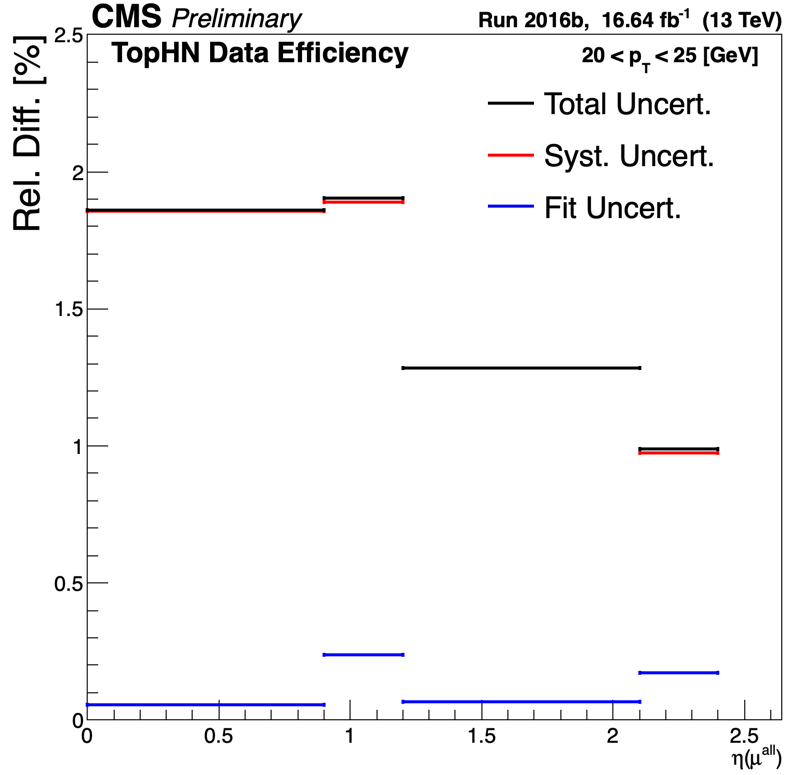 CMS Preliminary
Run 2016b, 16.64 fb⁻¹ (13 TeV)
TopHN Data Efficiency
20 < p_T < 25 [GeV]
Total Uncert.
Syst. Uncert.
Fit Uncert.
Rel. Diff. [%]
2.5
2
1.5
1
0.5
0
0 0.5 1 1.5 2 2.5
η(μ^all)